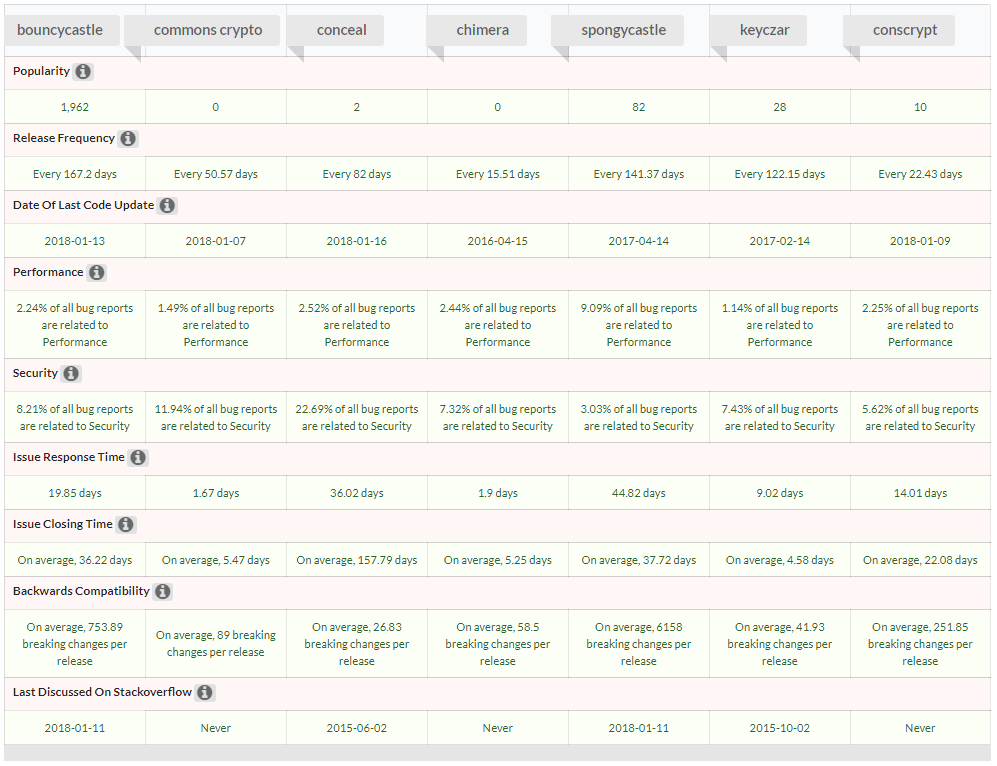 bouncycastle commons crypto conceal chimera spongycastle keyczar conscrypt
Popularity
1,962 0 2 0 82 28 10
Release Frequency
Every 167.2 days Every 50.57 days Every 82 days Every 15.51 days Every 141.37 days Every 122.15 days Every 22.43 days
Date Of Last Code Update
2018-01-13 2018-01-07 2018-01-16 2016-04-15 2017-04-14 2017-02-14 2018-01-09
Performance
2.24% of all bug reports 1.49% of all bug reports 2.52% of all bug reports 2.44% of all bug reports 9.09% of all bug reports 1.14% of all bug reports 2.25% of all bug reports
are related to are related to are related to are related to are related to are related to are related to
Performance Performance Performance Performance Performance Performance Performance
Security
8.21% of all bug reports 11.94% of all bug reports 22.69% of all bug reports 7.32% of all bug reports 3.03% of all bug reports 7.43% of all bug reports 5.62% of all bug reports
are related to Security are related to Security are related to Security are related to Security are related to Security are related to Security are related to Security
Issue Response Time
19.85 days 1.67 days 36.02 days 1.9 days 44.82 days 9.02 days 14.01 days
Issue Closing Time
On average, 36.22 days On average, 5.47 days On average, 157.79 days On average, 5.25 days On average, 37.72 days On average, 4.58 days On average, 22.08 days
Backwards Compatibility
On average, 753.89 On average, 89 breaking On average, 26.83 On average, 58.5 On average, 6158 On average, 41.93 On average, 251.85
breaking changes per changes per release breaking changes per breaking changes per breaking changes per breaking changes per breaking changes per
release release release release release release
Last Discussed On Stackoverflow
2018-01-11 Never 2015-06-02 Never 2018-01-11 2015-10-02 Never